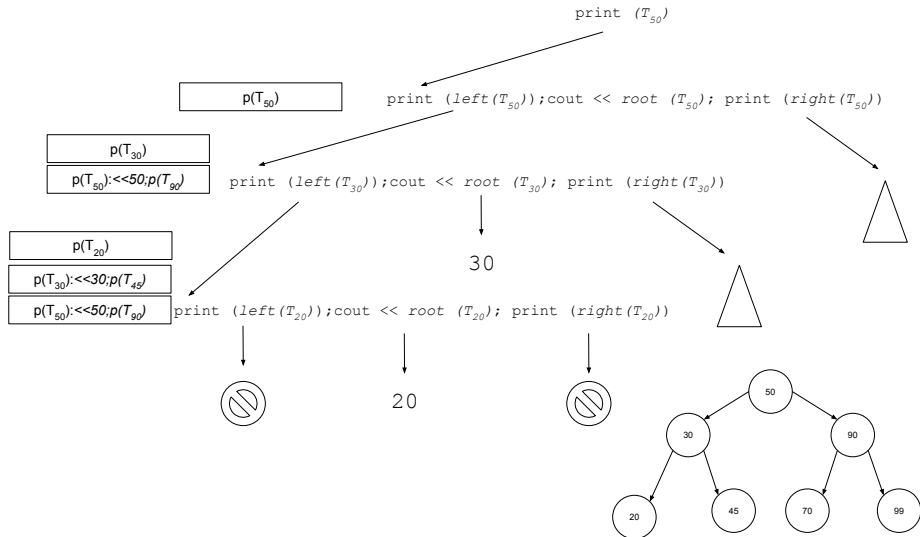 print (T50)
p(T50)
print (left(T50));cout << root (T50); print (right(T50))
p(T30)
p(T50):<<50;p(T90)
print (left(T30));cout << root (T30); print (right(T30))
p(T20)
30
p(T30):<<30;p(T45)
p(T50):<<50;p(T90)
print (left(T20));cout << root (T20); print (right(T20))
20
50
30
90
20
45
70
99